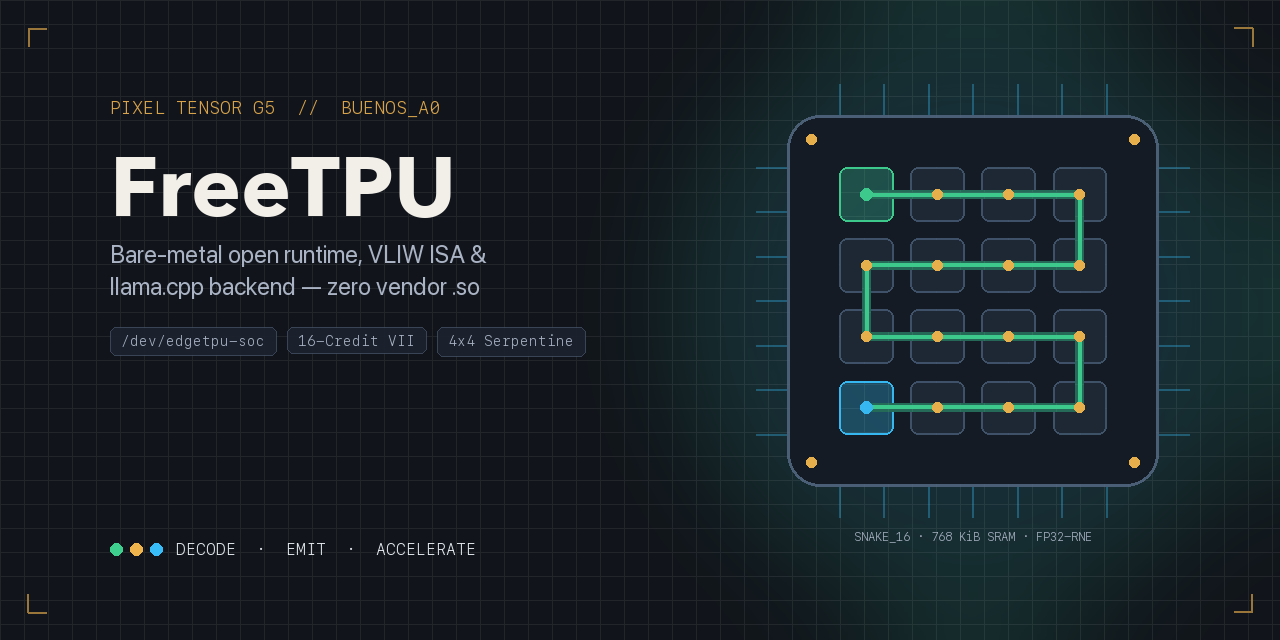 PIXEL TENSOR G5 // BUENOS_A0
FreeTPU
Bare-metal open runtime, VLIW ISA &
llama.cpp backend — zero vendor .so
/dev/edgetpu-soc 16-Credit VII 4x4 Serpentine
DECODE · EMIT · ACCELERATE
SNAKE_16 · 768 KiB SRAM · FP32-RNE